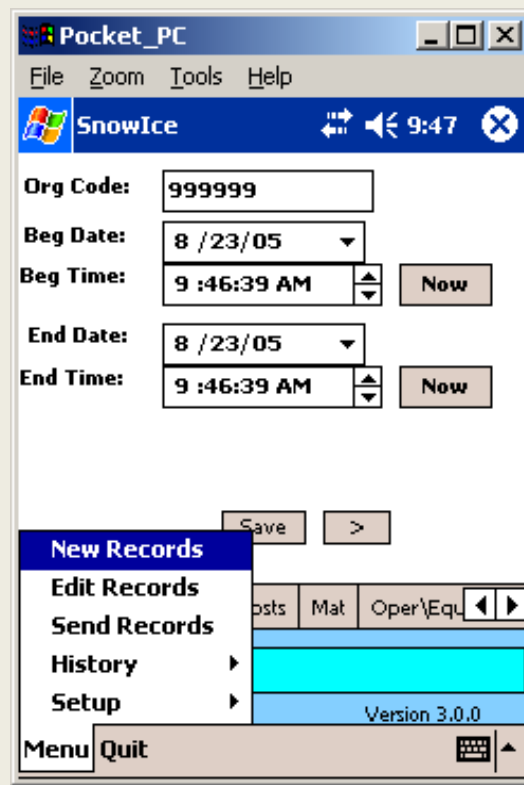 Pocket_PC
File Zoom Tools Help
SnowIce 9:47
Org Code: 999999
Beg Date: 8 /23/05
Beg Time: 9 :46:39 AM Now
End Date: 8 /23/05
End Time: 9 :46:39 AM Now
Save >
New Records
Edit Records
Send Records
History
Setup
Mat Oper\Equ
Version 3.0.0
Menu Quit